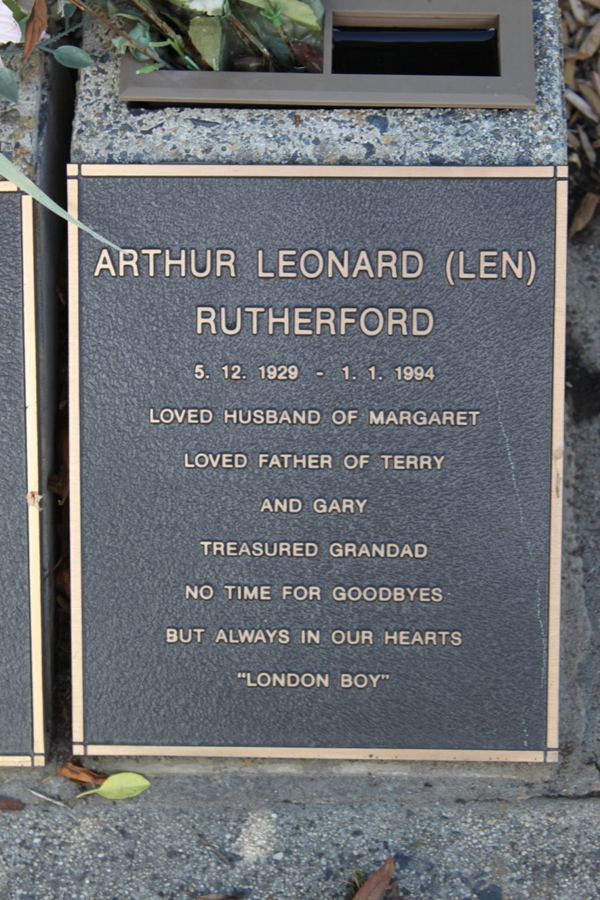 ARTHUR LEONARD (LEN)
RUTHERFORD
5. 12. 1929 - 1. 1. 1994
LOVED HUSBAND OF MARGARET
LOVED FATHER OF TERRY
AND GARY
TREASURED GRANDAD
NO TIME FOR GOODBYES
BUT ALWAYS IN OUR HEARTS
"LONDON BOY"